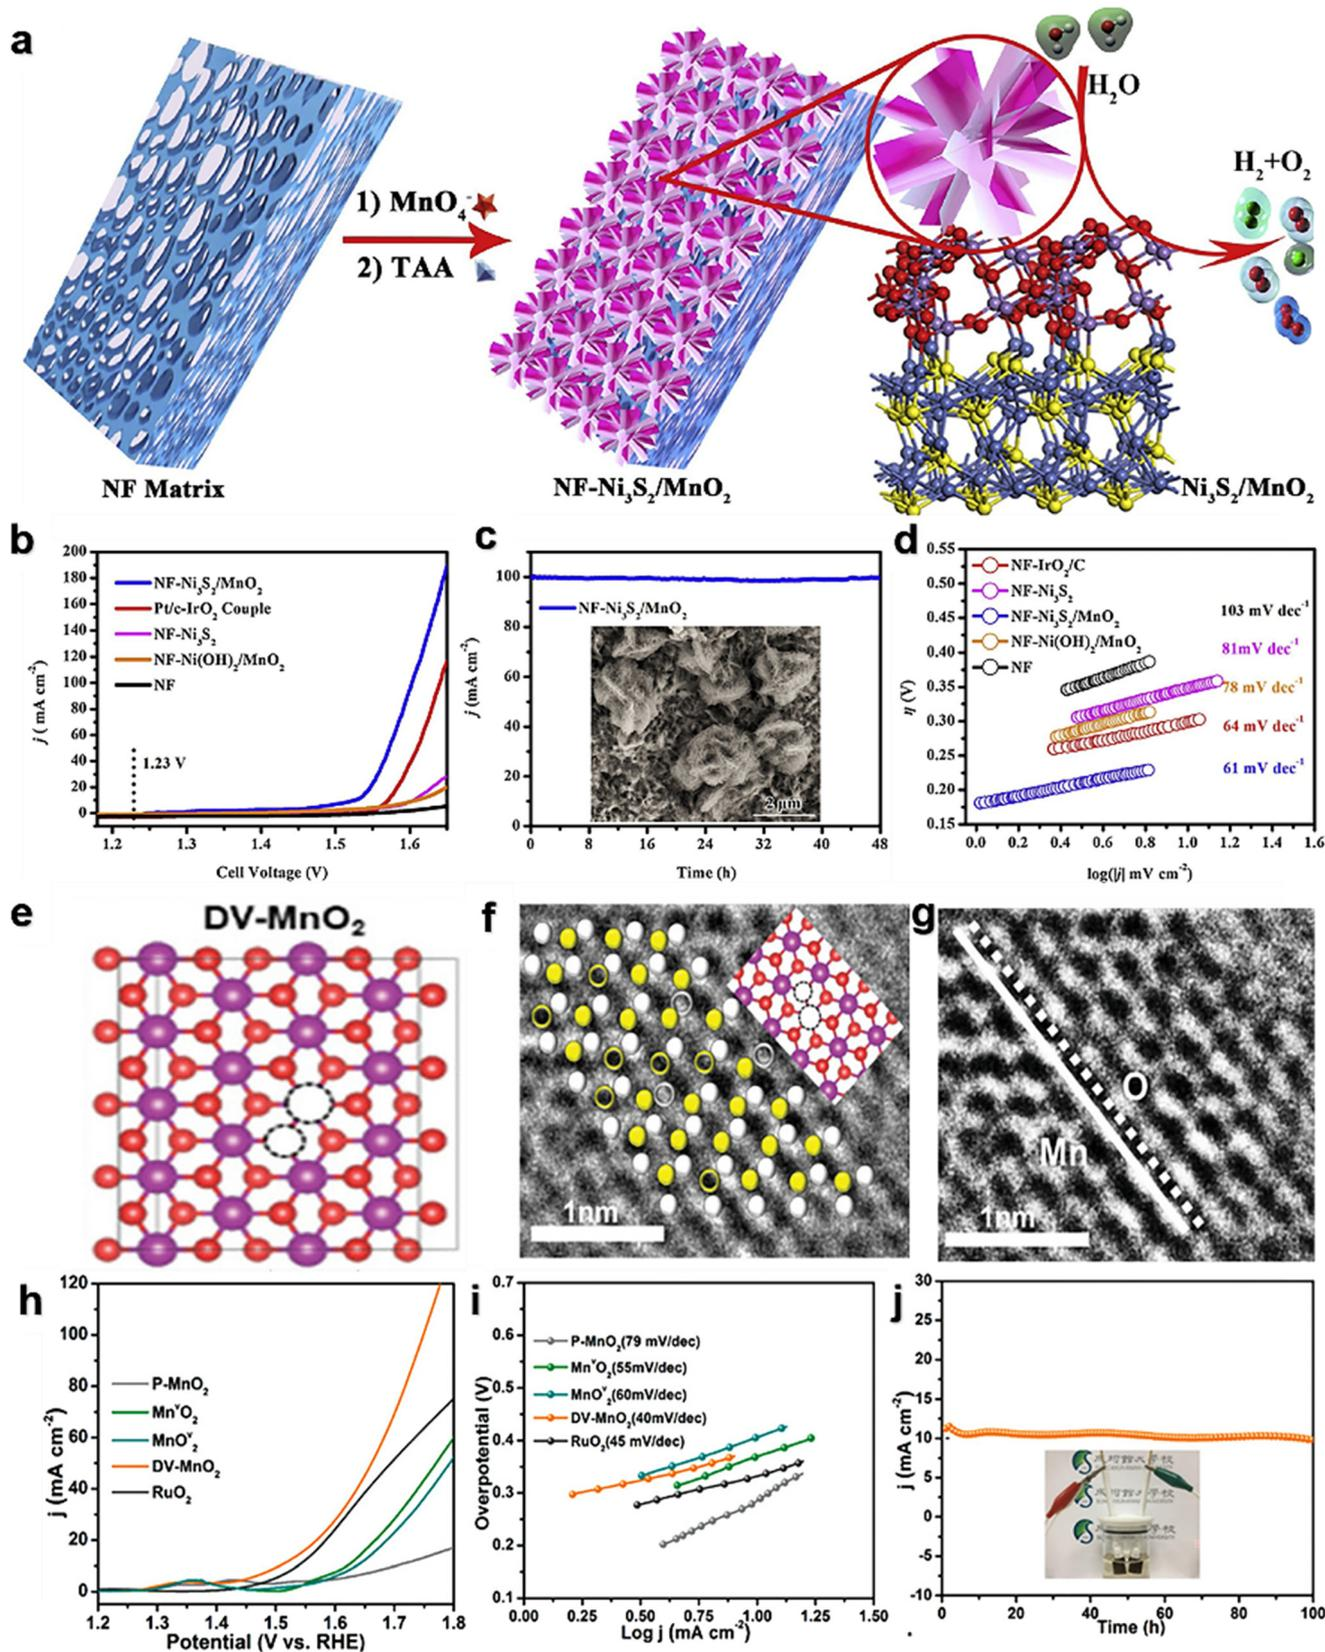 a
H₂O
H₂+O₂
1) MnO₄⁻
2) TAA
NF Matrix
NF-Ni₃S₂/MnO₂
Ni₃S₂/MnO₂
b
200
180
160
140
120
100
80
60
40
20
0
j (mA cm⁻²)
NF-Ni₃S₂/MnO₂
Pt/c-IrO₂ Couple
NF-Ni₃S₂
NF-Ni(OH)₂/MnO₂
NF
1.23 V
1.2 1.3 1.4 1.5 1.6
Cell Voltage (V)
c
100
80
60
40
20
0
j (mA cm⁻²)
NF-Ni₃S₂/MnO₂
2 μm
0 8 16 24 32 40 48
Time (h)
d
0.55
0.50
0.45
0.40
0.35
0.30
0.25
0.20
0.15
η (V)
NF-IrO₂/C
NF-Ni₃S₂
NF-Ni₃S₂/MnO₂
NF-Ni(OH)₂/MnO₂
NF
103 mV dec⁻¹
81mV dec⁻¹
78 mV dec⁻¹
64 mV dec⁻¹
61 mV dec⁻¹
0.0 0.2 0.4 0.6 0.8 1.0 1.2 1.4 1.6
log(|j| mV cm⁻²)
e
DV-MnO₂
f
1nm
g
O
Mn
1nm
h
120
100
80
60
40
20
0
j (mA cm⁻²)
P-MnO₂
MnᵛO₂
MnOᵛ₂
DV-MnO₂
RuO₂
1.2 1.3 1.4 1.5 1.6 1.7 1.8
Potential (V vs. RHE)
i
0.7
0.6
0.5
0.4
0.3
0.2
0.1
Overpotential (V)
P-MnO₂(79 mV/dec)
MnᵛO₂(55mV/dec)
MnOᵛ₂(60mV/dec)
DV-MnO₂(40mV/dec)
RuO₂(45 mV/dec)
0.00 0.25 0.50 0.75 1.00 1.25 1.50
Log j (mA cm⁻²)
j
30
25
20
15
10
5
0
-5
-10
j (mA cm⁻²)
0 20 40 60 80 100
Time (h)